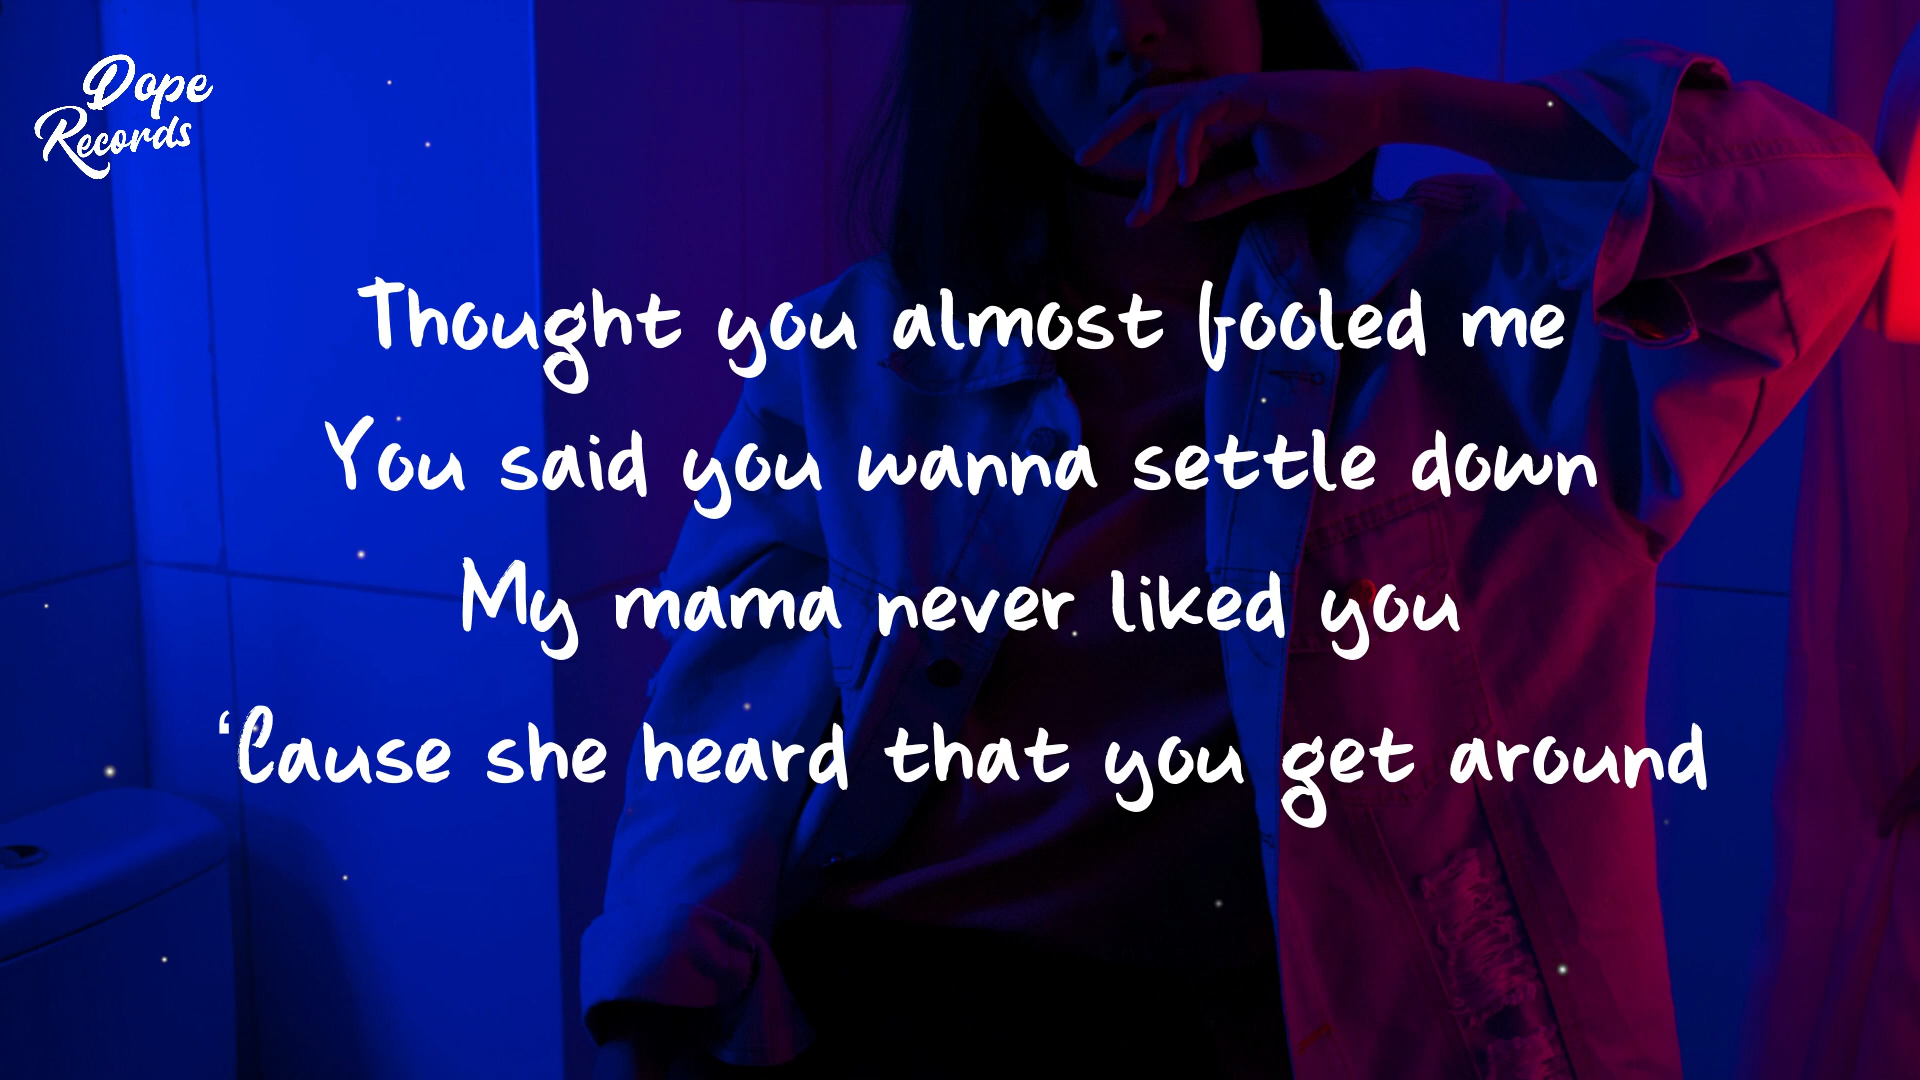 Dope
Records
Thought you almost fooled me
You said you wanna settle down
My mama never liked you
‘Cause she heard that you get around